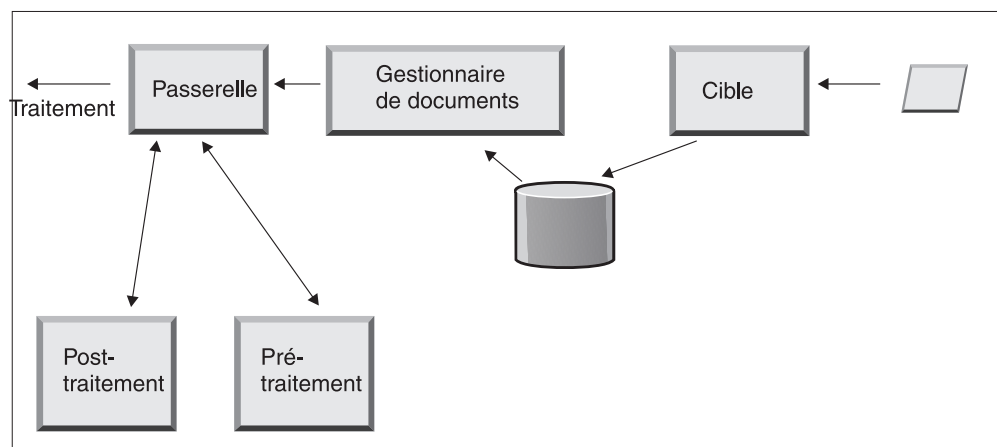 Traitement
Passerelle
Gestionnaire
de documents
Cible
Post-
traitement
Pré-
traitement